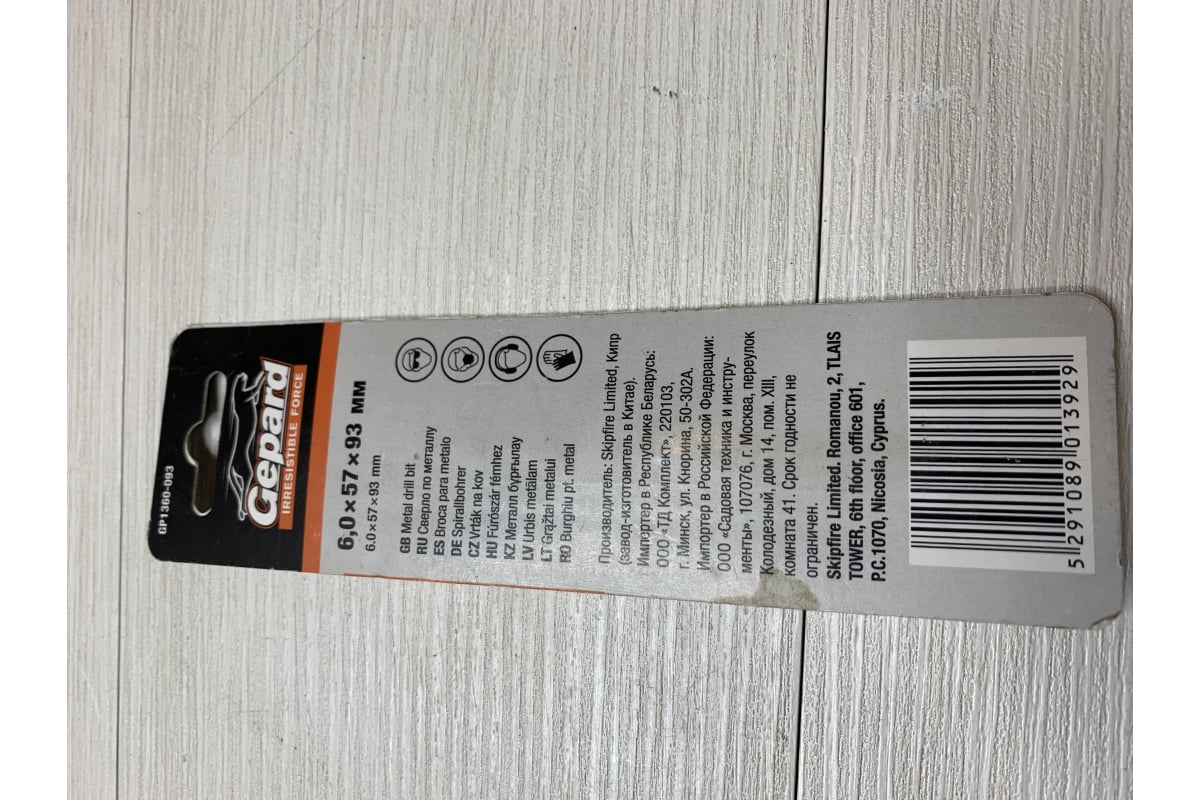 GP1360-093
Gepard
IRRESISTIBLE FORCE
6,0×57×93 ММ
6.0×57×93 mm
GB Metal drill bit
RU Сверло по металлу
ES Broca para metalo
DE Spiralbohrer
CZ Vrták na kov
HU Fúrószár fémhez
KZ Металл бұрғылау
LV Urbis metālam
LT Grąžtai metalui
RO Burghiu pt. metal
Производитель: Skipfire Limited, Кипр
(завод-изготовитель в Китае).
Импортер в Республике Беларусь:
ООО «ТД Комплект», 220103,
г. Минск, ул. Кнорина, 50-302А.
Импортер в Российской Федерации:
ООО «Садовая техника и инстру-
менты», 107076, г. Москва, переулок
Колодезный, дом 14, пом. XIII,
комната 41. Срок годности не
ограничен.
Skipfire Limited. Romanou, 2, TLAIS
TOWER, 6th floor, office 601,
P.C.1070, Nicosia, Cyprus.
5 291089 013929